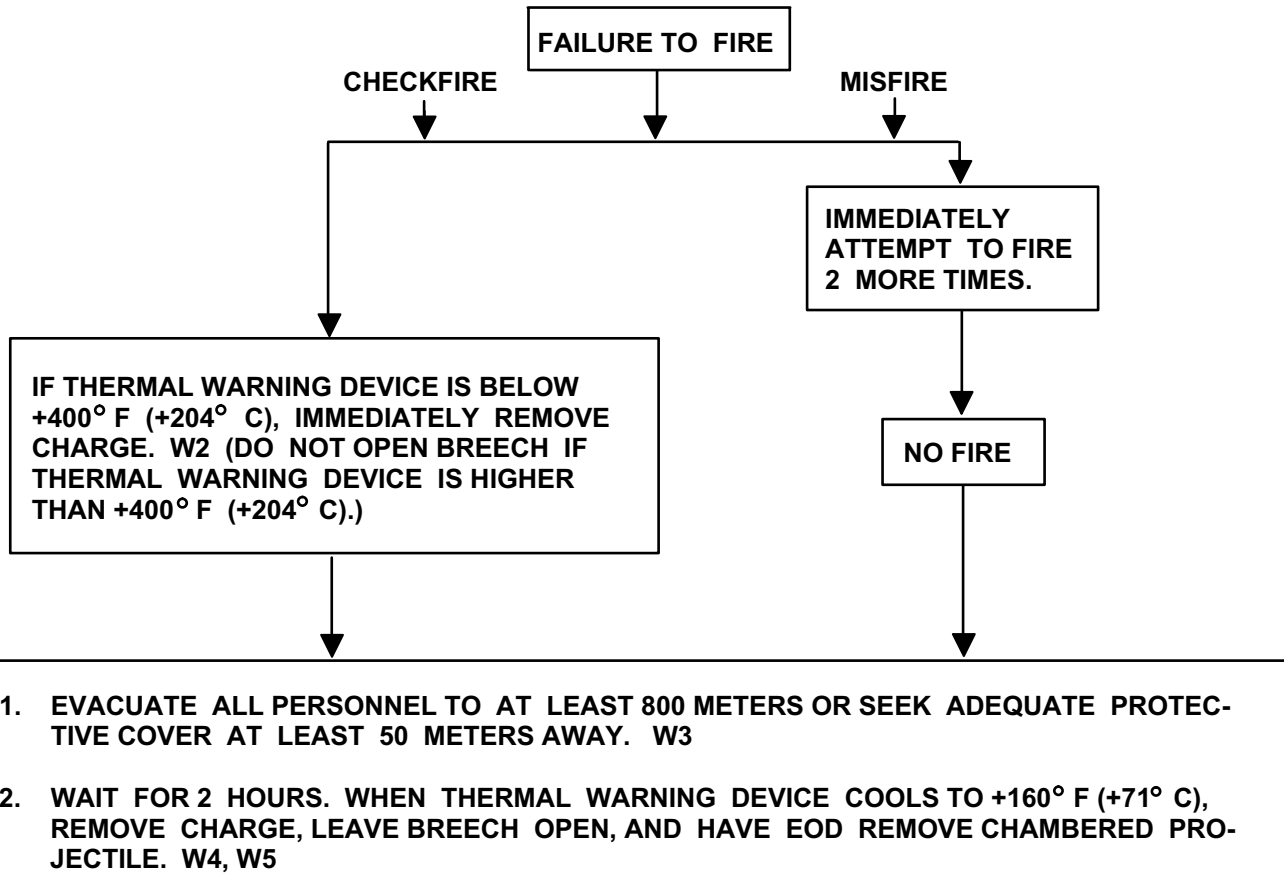 FAILURE TO FIRE
CHECKFIRE
MISFIRE
IMMEDIATELY
ATTEMPT TO FIRE
2 MORE TIMES.
IF THERMAL WARNING DEVICE IS BELOW
+400° F (+204° C), IMMEDIATELY REMOVE
CHARGE. W2 (DO NOT OPEN BREECH IF
THERMAL WARNING DEVICE IS HIGHER
THAN +400° F (+204° C).)
NO FIRE
1. EVACUATE ALL PERSONNEL TO AT LEAST 800 METERS OR SEEK ADEQUATE PROTEC-
TIVE COVER AT LEAST 50 METERS AWAY. W3
2. WAIT FOR 2 HOURS. WHEN THERMAL WARNING DEVICE COOLS TO +160° F (+71° C),
REMOVE CHARGE, LEAVE BREECH OPEN, AND HAVE EOD REMOVE CHAMBERED PRO-
JECTILE. W4, W5